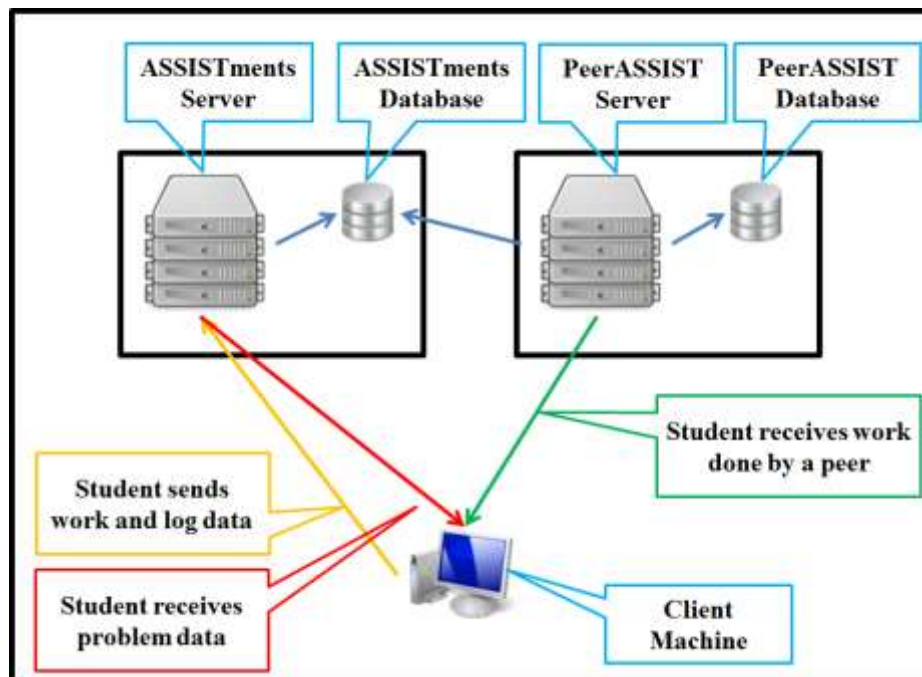 ASSISTments
Server
ASSISTments
Database
PeerASSIST
Server
PeerASSIST
Database
Student receives work
done by a peer
Student sends
work and log data
Student receives
problem data
Client
Machine